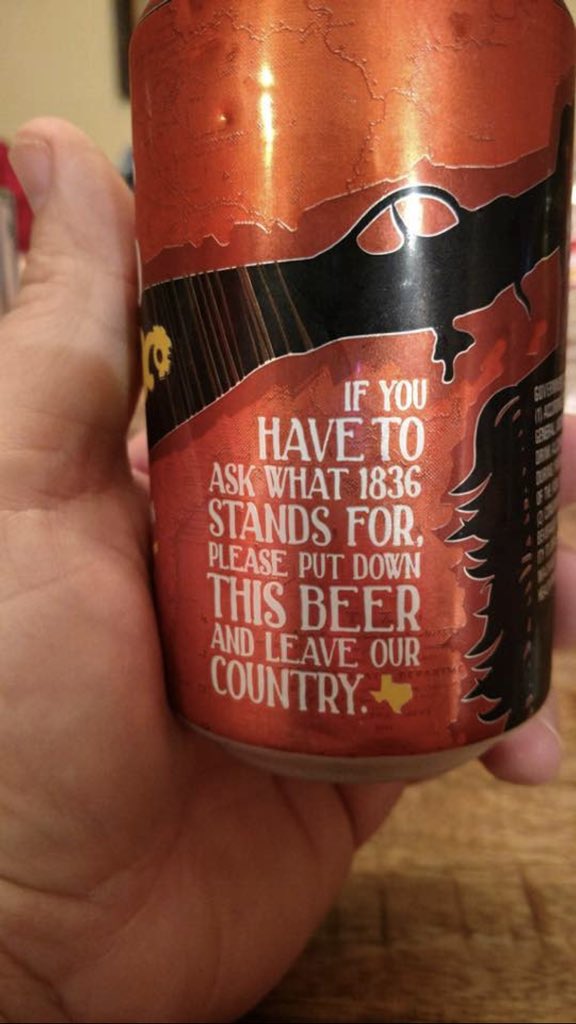 IF YOU
HAVE TO
ASK WHAT 1836
STANDS FOR,
PLEASE PUT DOWN
THIS BEER
AND LEAVE OUR
COUNTRY.